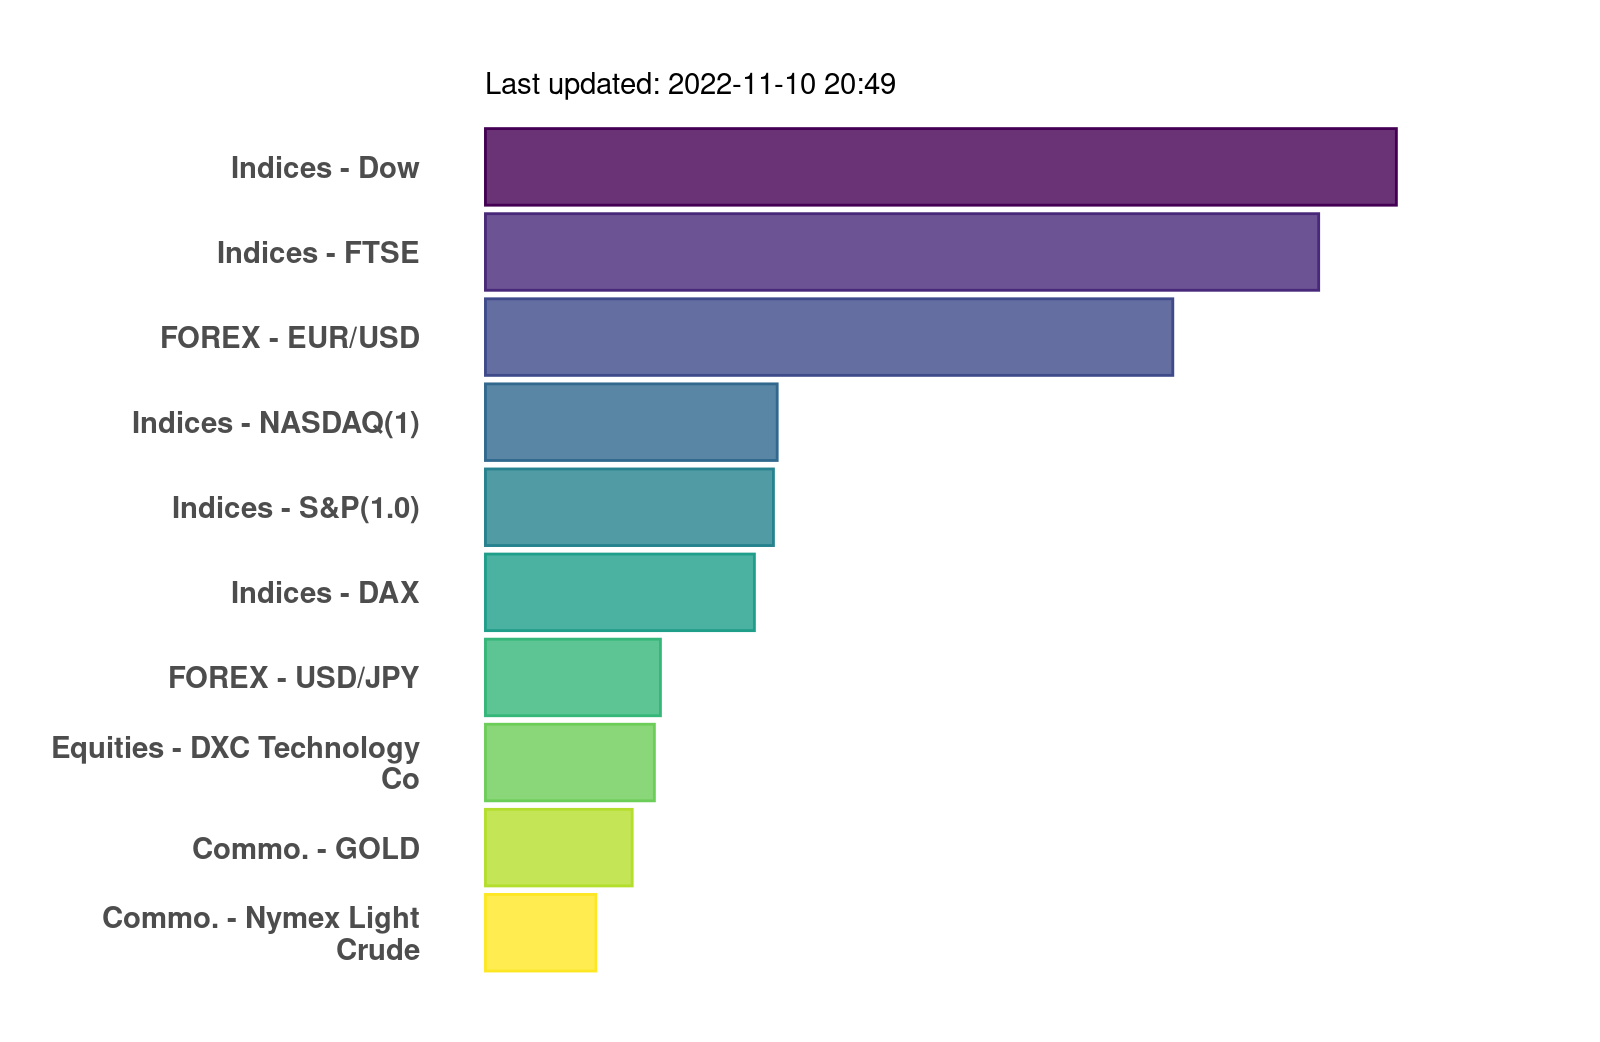 Last updated: 2022-11-10 20:49
Indices - Dow
Indices - FTSE
FOREX - EUR/USD
Indices - NASDAQ(1)
Indices - S&P(1.0)
Indices - DAX
FOREX - USD/JPY
Equities - DXC Technology
Co
Commo. - GOLD
Commo. - Nymex Light
Crude